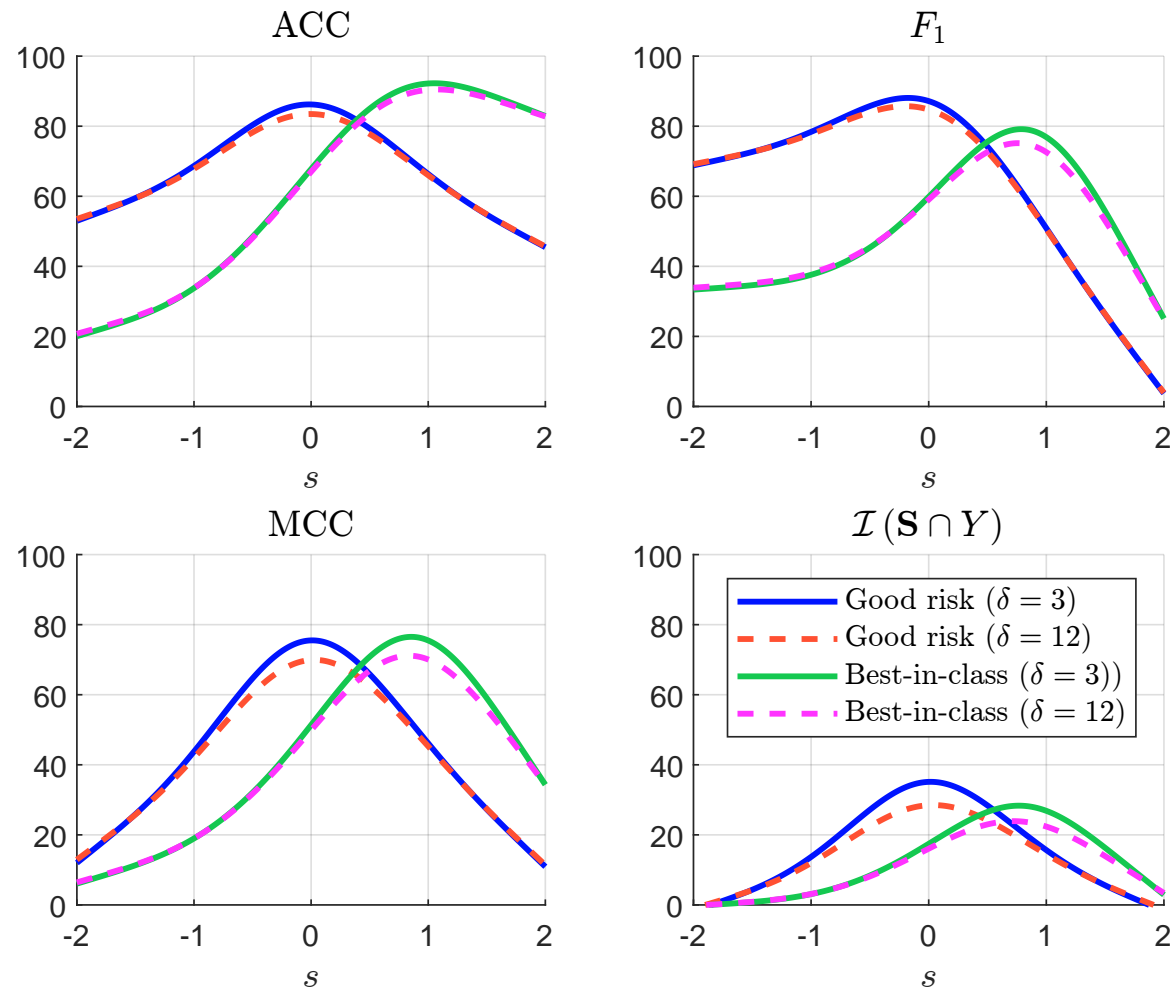 ACC
100
80
60
40
20
0
-2 -1 0 1 2
s
F₁
100
80
60
40
20
0
-2 -1 0 1 2
s
MCC
100
80
60
40
20
0
-2 -1 0 1 2
s
ℐ (𝐒 ∩ Y)
100
80
60
40
20
0
-2 -1 0 1 2
s
Good risk (δ = 3)
Good risk (δ = 12)
Best-in-class (δ = 3))
Best-in-class (δ = 12)